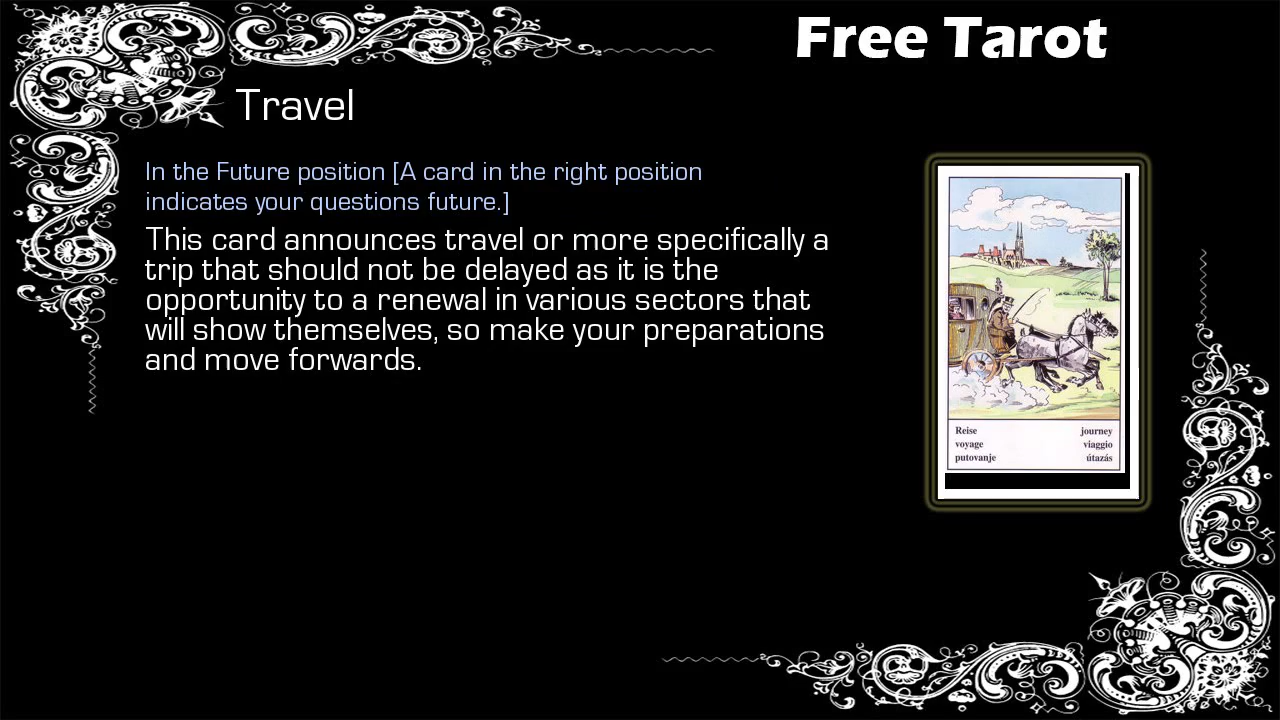 Free Tarot
Travel
In the Future position [A card in the right position
indicates your questions future.]
This card announces travel or more specifically a
trip that should not be delayed as it is the
opportunity to a renewal in various sectors that
will show themselves, so make your preparations
and move forwards.
Reise journey
voyage viaggio
putovanje útazás